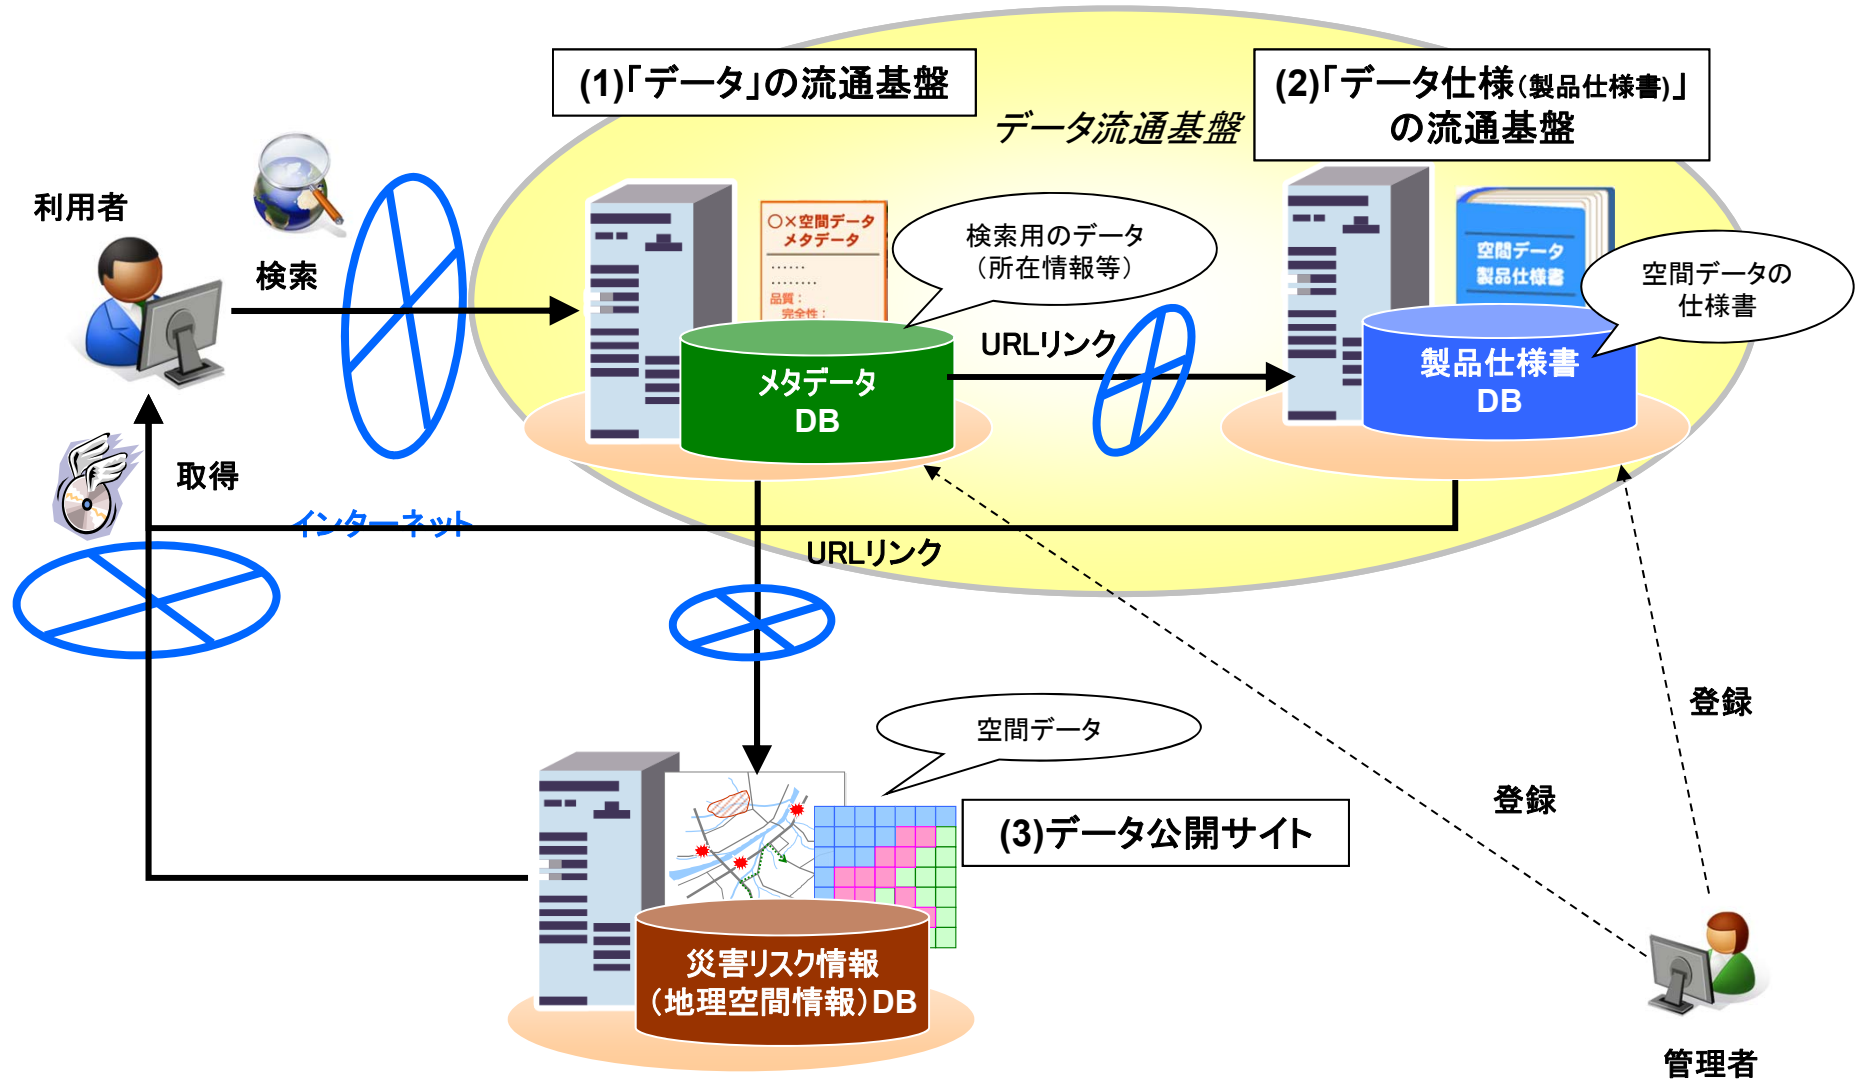 (1)「データ」の流通基盤
(2)「データ仕様(製品仕様書)」
の流通基盤
データ流通基盤
利用者
検索
○×空間データ
メタデータ
……
………
品質：
完全性：
検索用のデータ
（所在情報等）
空間データ
製品仕様書
空間データの
仕様書
URLリンク
メタデータ
DB
製品仕様書
DB
取得
インターネット
URLリンク
空間データ
登録
登録
(3)データ公開サイト
災害リスク情報
（地理空間情報）DB
管理者